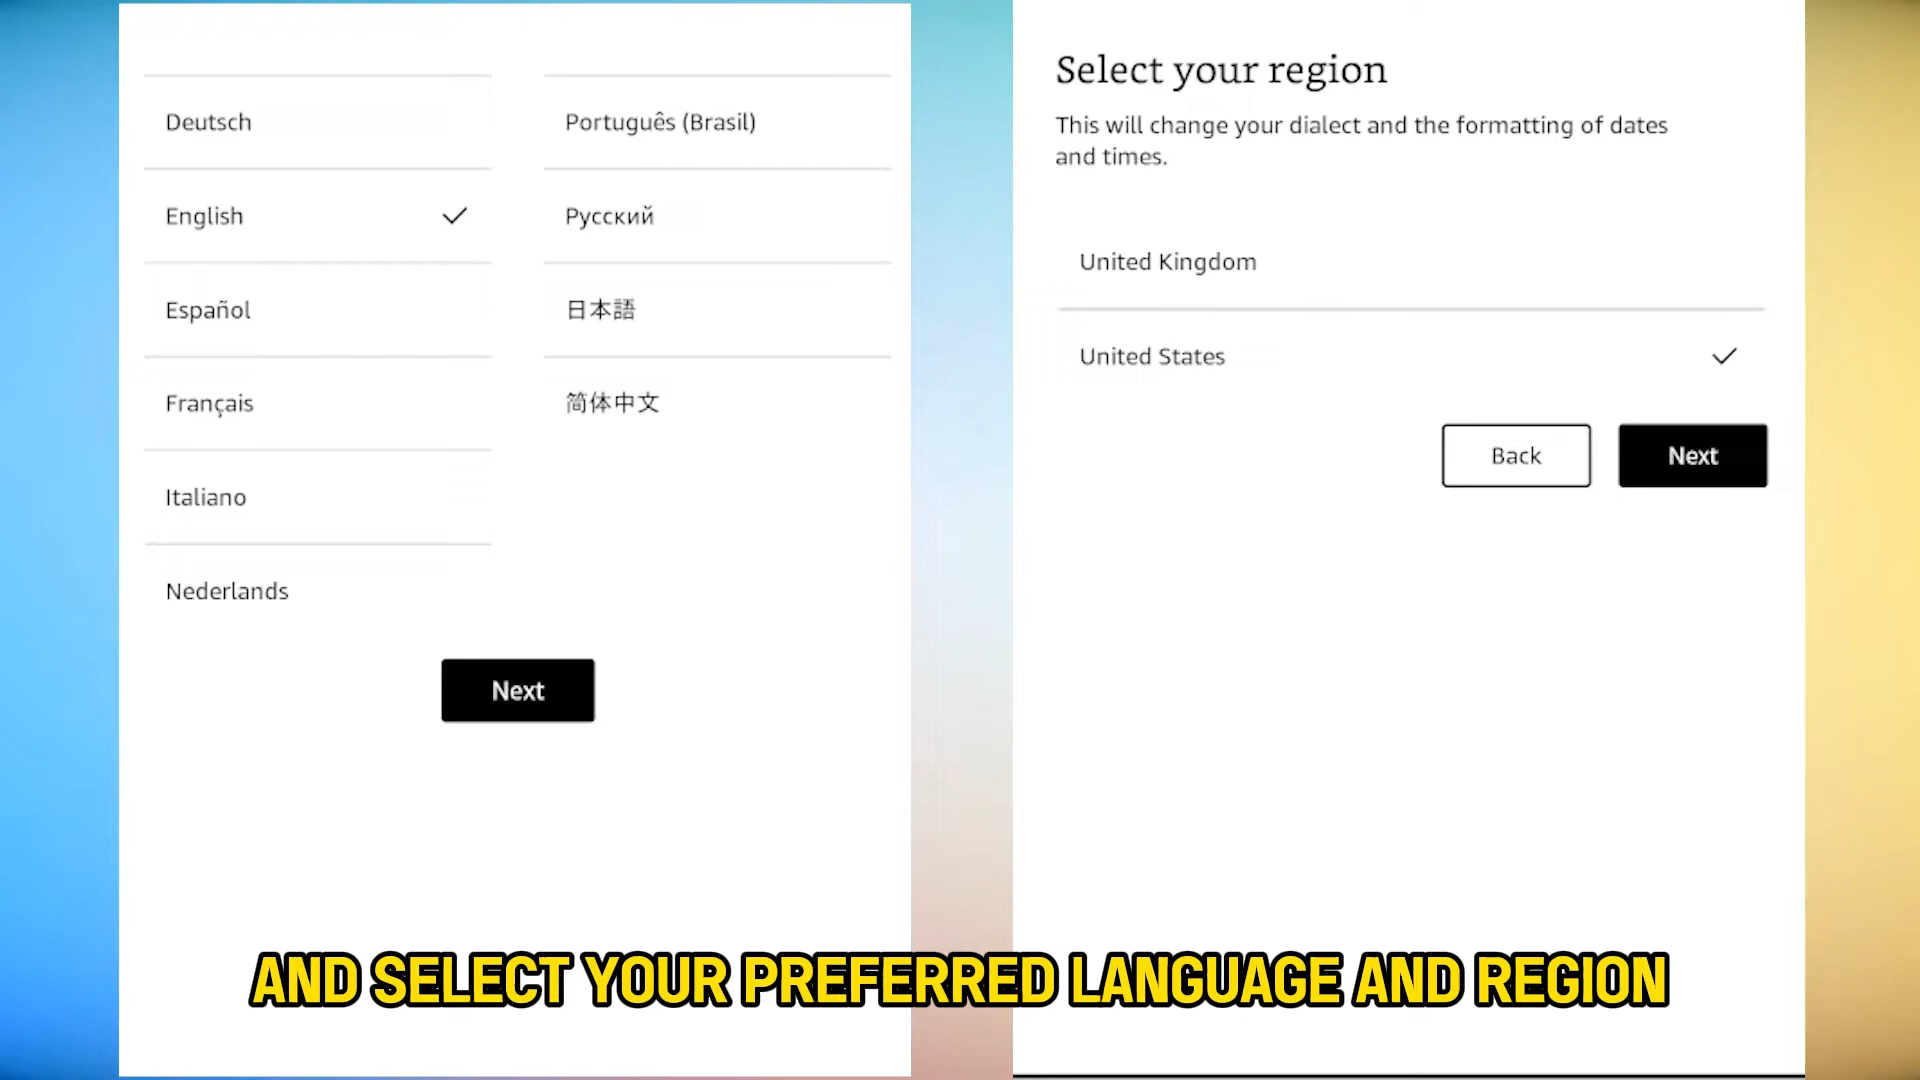 Deutsch
English
Español
Français
Italiano
Nederlands
Português (Brasil)
Русский
日本語
简体中文
Next
Select your region
This will change your dialect and the formatting of dates
and times.
United Kingdom
United States
Back
Next
AND SELECT YOUR PREFERRED LANGUAGE AND REGION